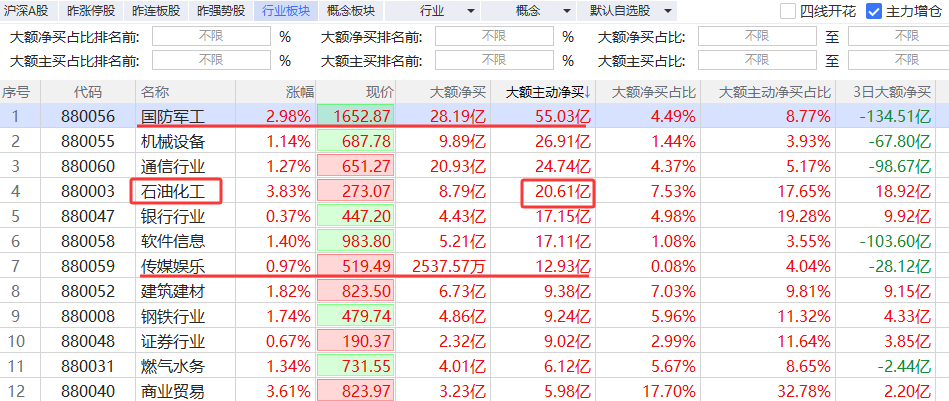 沪深A股 昨涨停股 昨连板股 昨强势股 行业板块 概念板块 行业 概念 默认自选股 四线开花 主力增仓
大额净买占比排名前: 不限 % 大额净买排名前: 不限 % 大额净买占比: 不限 至 不限
大额主买占比排名前: 不限 % 大额主买排名前: 不限 % 大额主买占比: 不限 至 不限
序号 代码 名称 涨幅 现价 大额净买 大额主动净买↓ 大额净买占比 大额主动净买占比 3日大额净买
1 880056 国防军工 2.98% 1652.87 28.19亿 55.03亿 4.49% 8.77% -134.51亿
2 880055 机械设备 1.14% 687.78 9.89亿 26.91亿 1.44% 3.93% -67.80亿
3 880060 通信行业 1.27% 651.27 20.93亿 24.74亿 4.37% 5.17% -98.67亿
4 880003 石油化工 3.83% 273.07 8.79亿 20.61亿 7.53% 17.65% 18.92亿
5 880047 银行行业 0.37% 447.20 4.43亿 17.15亿 4.98% 19.28% 9.92亿
6 880058 软件信息 1.40% 983.80 5.21亿 17.11亿 1.08% 3.55% -103.60亿
7 880059 传媒娱乐 0.97% 519.49 2537.57万 12.93亿 0.08% 4.04% -28.12亿
8 880052 建筑建材 1.82% 823.50 6.73亿 9.38亿 7.03% 9.81% 9.15亿
9 880008 钢铁行业 1.74% 479.74 4.86亿 9.24亿 5.96% 11.32% 4.33亿
10 880048 证券行业 0.67% 190.37 2.32亿 9.02亿 2.99% 11.64% 3.85亿
11 880031 燃气水务 1.34% 731.55 4.01亿 6.12亿 5.67% 8.65% -2.44亿
12 880040 商业贸易 3.61% 823.97 3.23亿 5.98亿 17.70% 32.78% 2.20亿